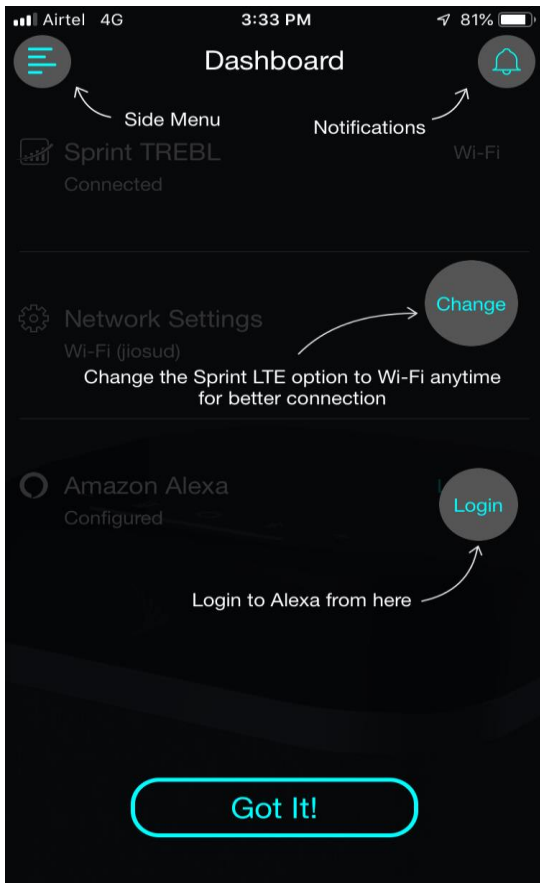 Airtel 4G 3:33 PM 81%
Dashboard
Side Menu
Notifications
Sprint TREBL Wi-Fi
Connected
Change
Network Settings
Wi-Fi (jiosud)
Change the Sprint LTE option to Wi-Fi anytime
for better connection
Amazon Alexa
Login
Configured
Login to Alexa from here
Got It!